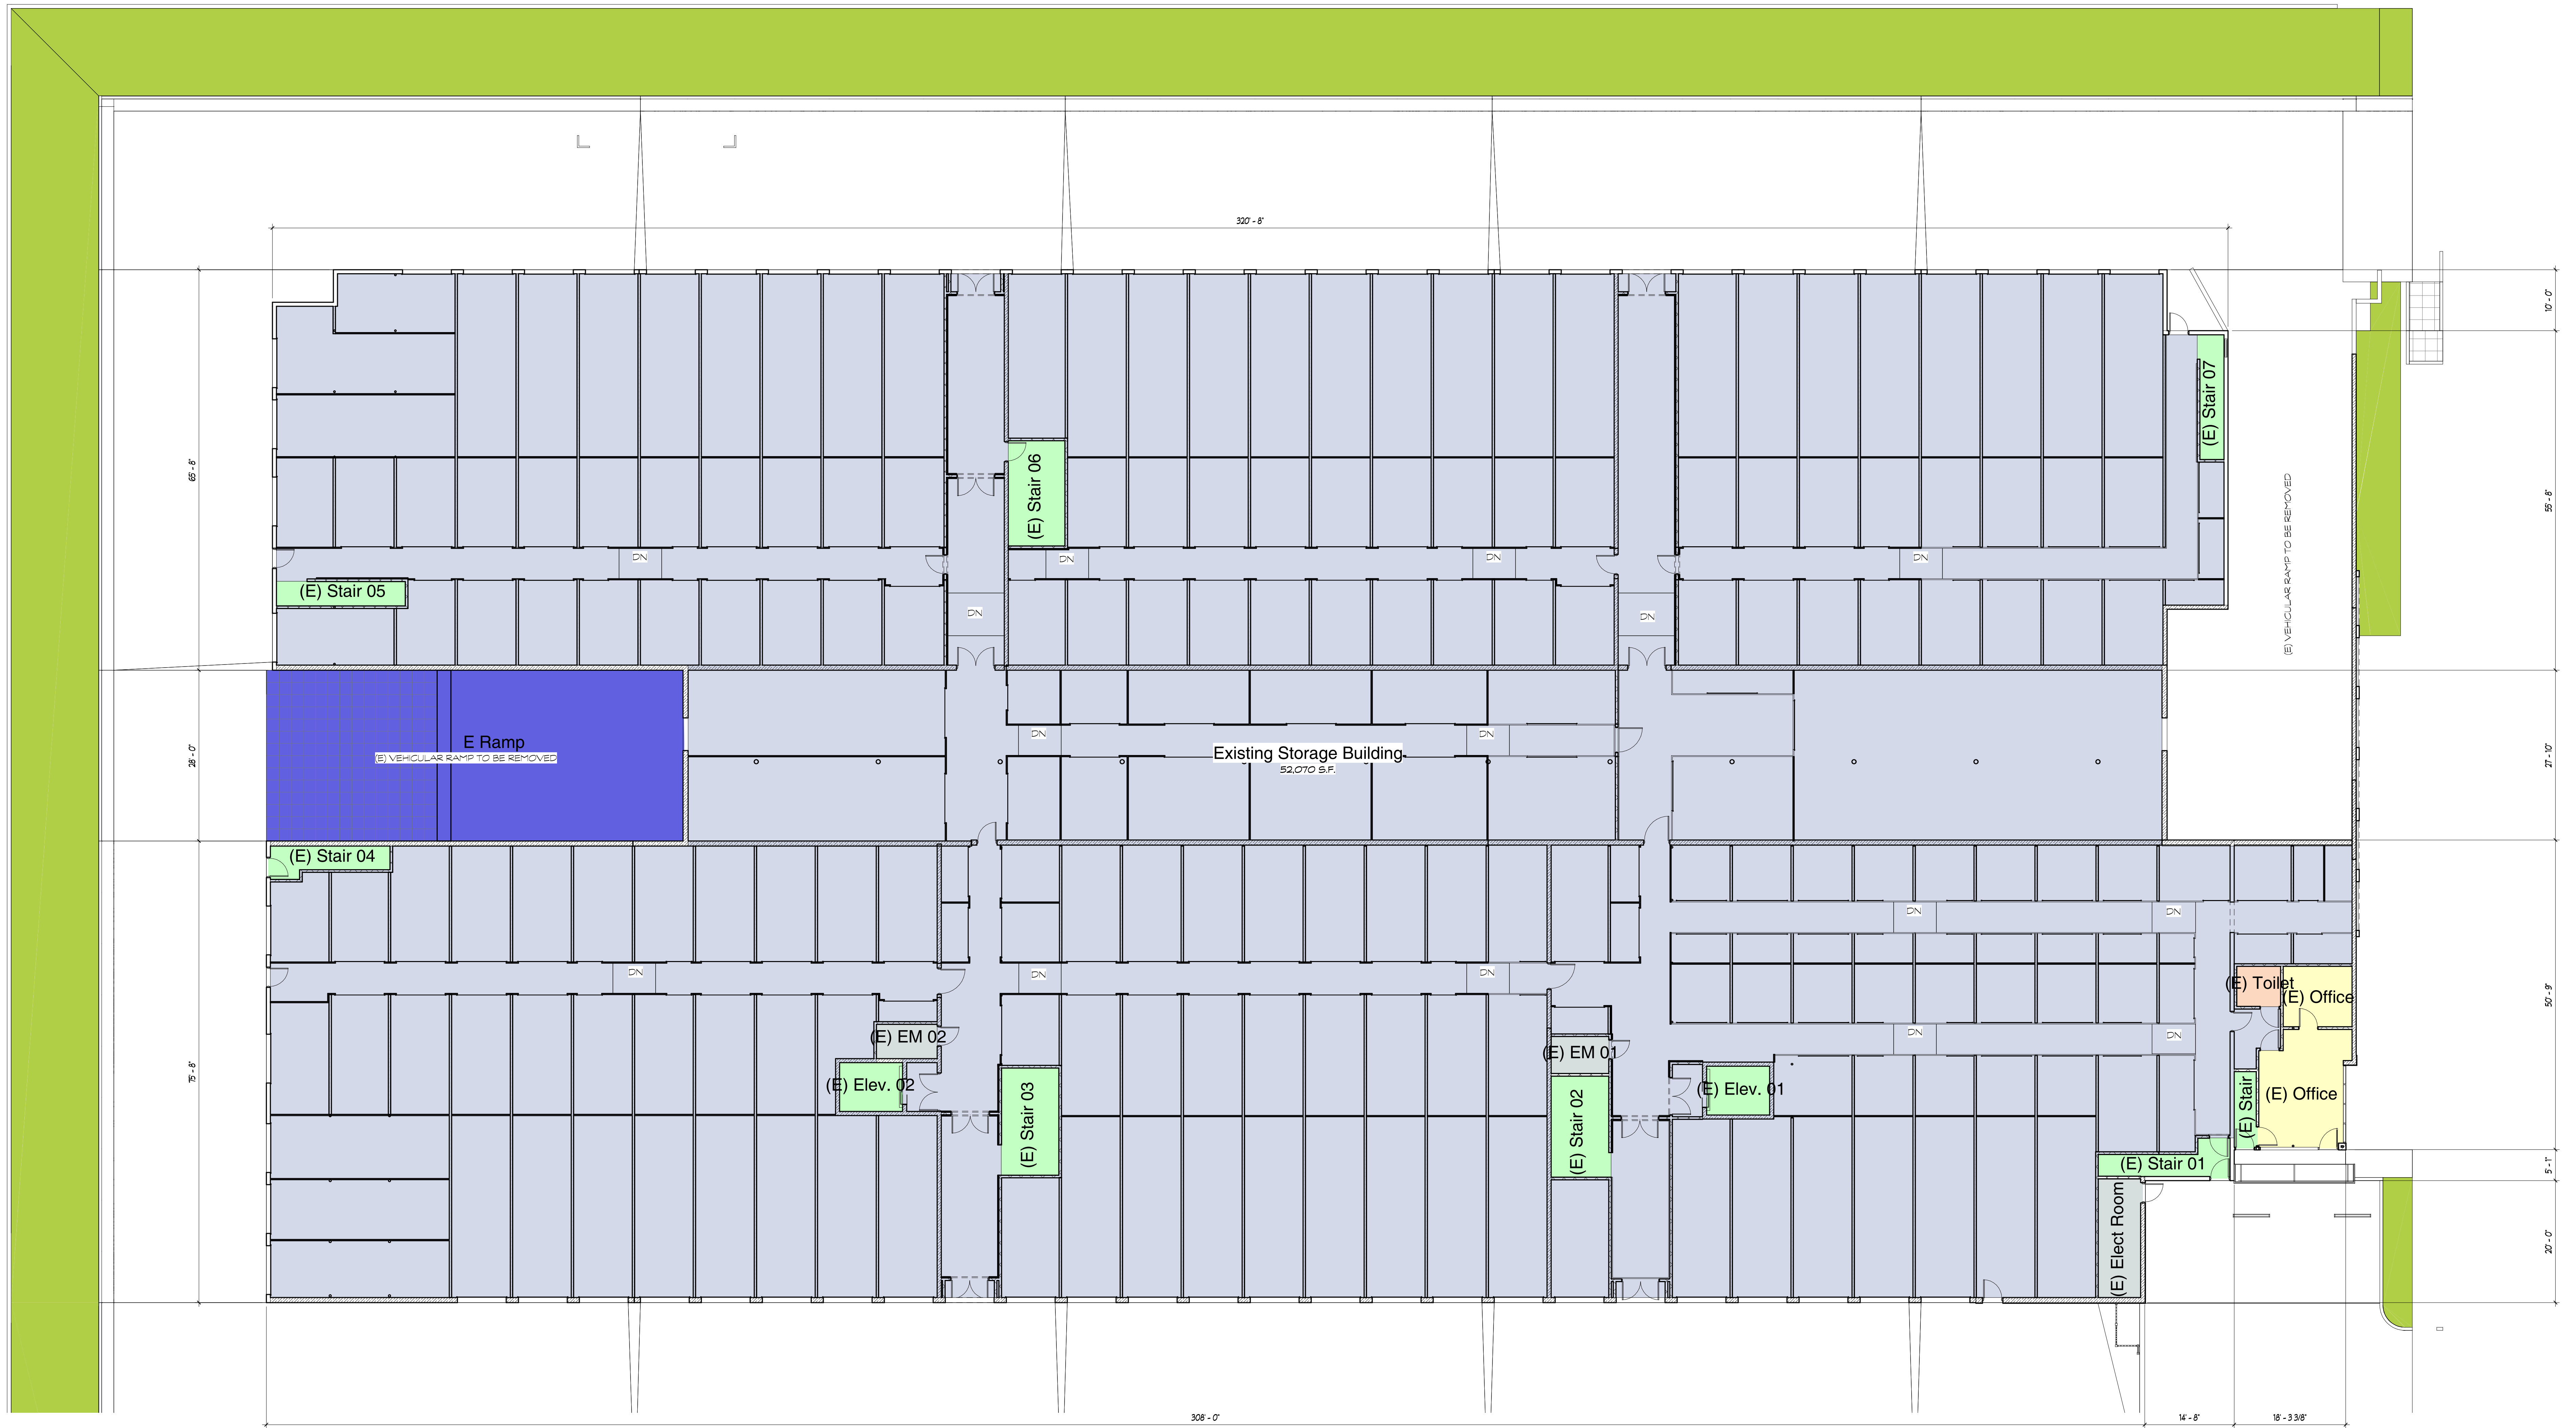 320' - 8"
10' - 0"
(E) Stair 07
(E) Stair 06
65' - 8"
55' - 8"
(E) VEHICULAR RAMP TO BE REMOVED
DN
DN
DN
DN
(E) Stair 05
DN
DN
E Ramp
(E) VEHICULAR RAMP TO BE REMOVED
28' - 0"
DN
DN
Existing Storage Building
52,070 S.F.
27' - 10"
(E) Stair 04
DN
DN
DN
DN
DN
(E) Toilet
(E) Office
50' - 9"
(E) EM 02
(E) EM 01
DN
DN
75' - 8"
(E) Elev. 02
(E) Stair 03
(E) Stair 02
(E) Elev. 01
(E) Stair
(E) Office
(E) Stair 01
5' - 1"
(E) Elect Room
20' - 0"
308' - 0"
14' - 8"
18' - 3 3/8"